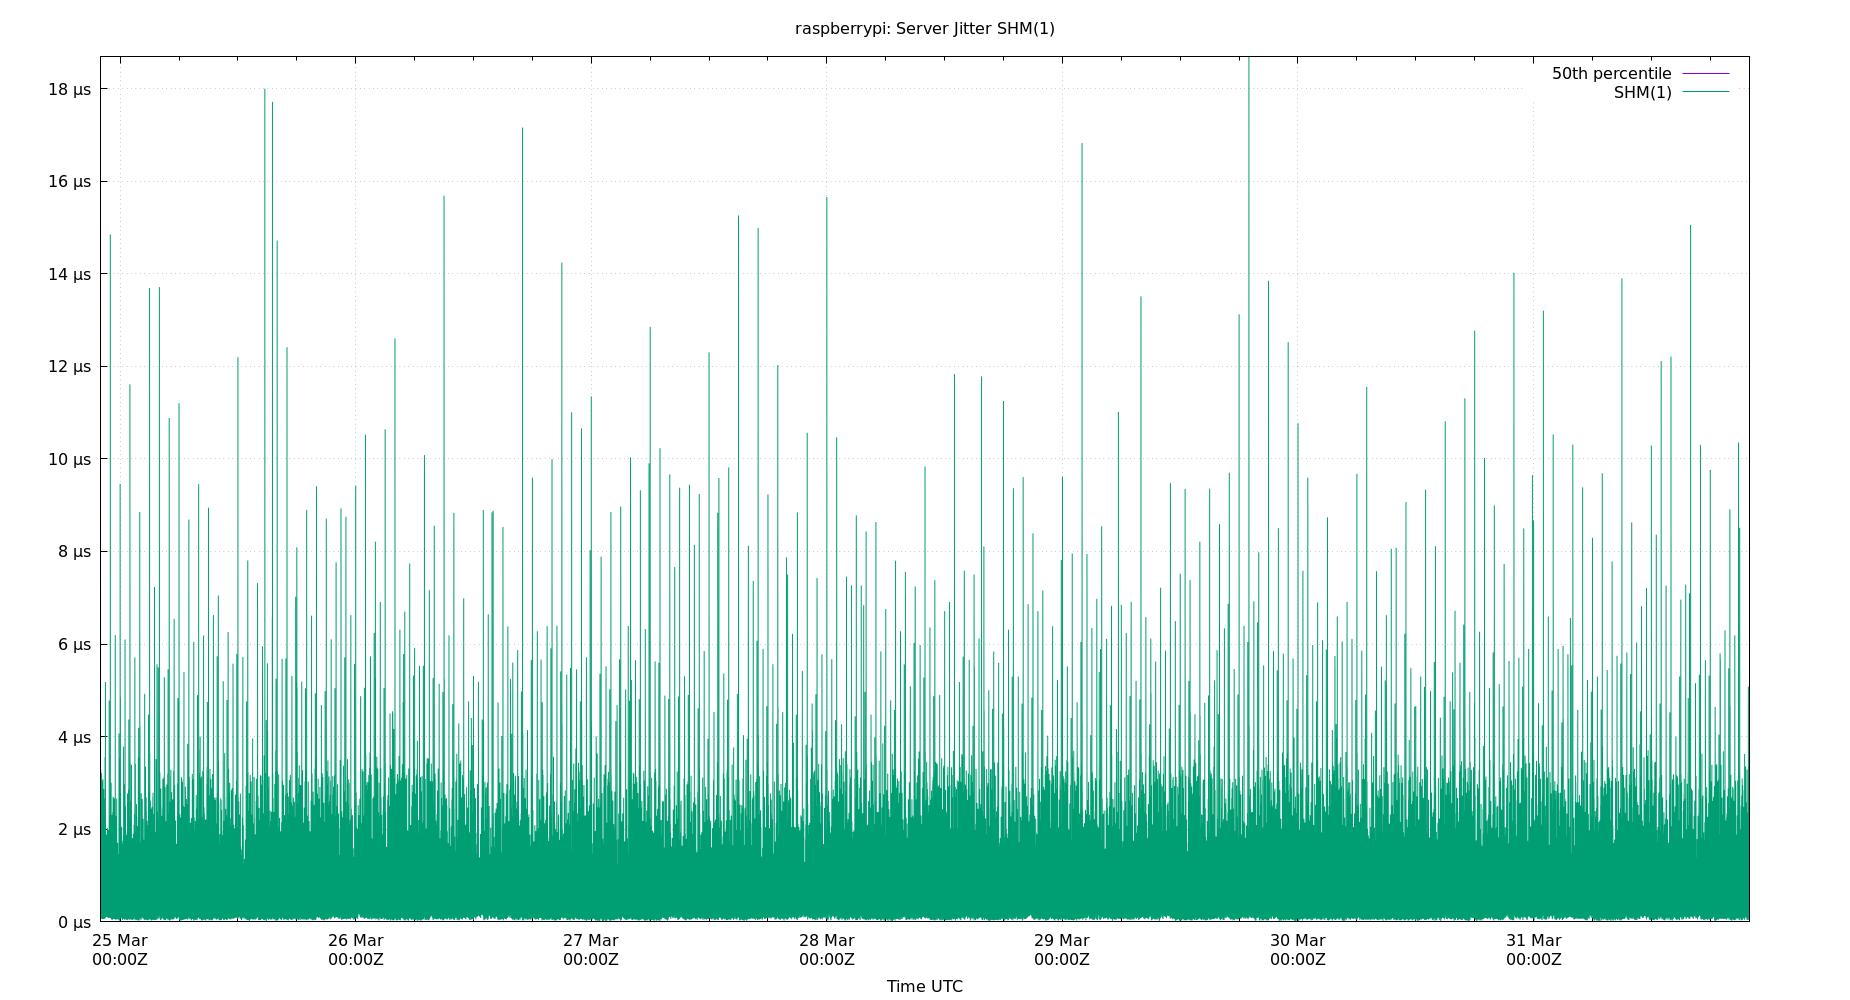 raspberrypi: Server Jitter SHM(1)
50th percentile
SHM(1)
18 µs
16 µs
14 µs
12 µs
10 µs
8 µs
6 µs
4 µs
2 µs
0 µs
25 Mar 26 Mar 27 Mar 28 Mar 29 Mar 30 Mar 31 Mar
00:00Z 00:00Z 00:00Z 00:00Z 00:00Z 00:00Z 00:00Z
Time UTC